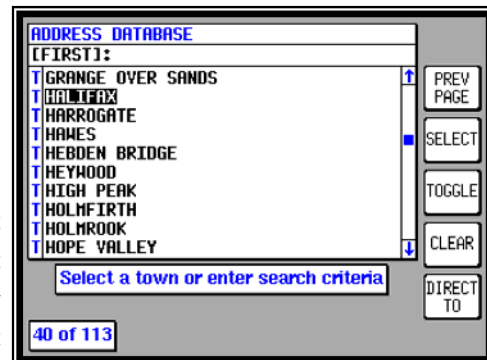 ADDRESS DATABASE
[FIRST]:
T GRANGE OVER SANDS
T HALIFAX
T HARROGATE
T HAWES
T HEBDEN BRIDGE
T HEYWOOD
T HIGH PEAK
T HOLMFIRTH
T HOLMROOK
T HOPE VALLEY
Select a town or enter search criteria
40 of 113
PREV PAGE
SELECT
TOGGLE
CLEAR
DIRECT TO